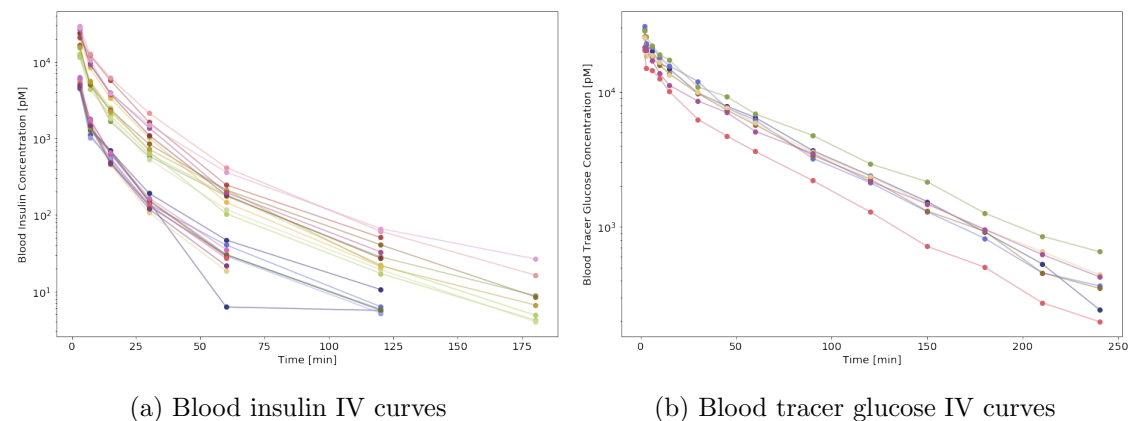 Blood Insulin Concentration [pM]
10^4
10^3
10^2
10^1
0 25 50 75 100 125 150 175
Time [min]
(a) Blood insulin IV curves
Blood Tracer Glucose Concentration [pM]
10^4
10^3
0 50 100 150 200 250
Time [min]
(b) Blood tracer glucose IV curves